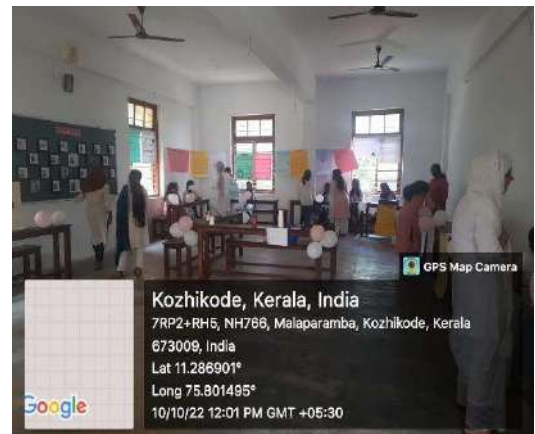 GPS Map Camera
Kozhikode, Kerala, India
7RP2+RH5, NH766, Malaparamba, Kozhikode, Kerala
673009, India
Lat 11.286901°
Long 75.801495°
10/10/22 12:01 PM GMT +05:30
Google